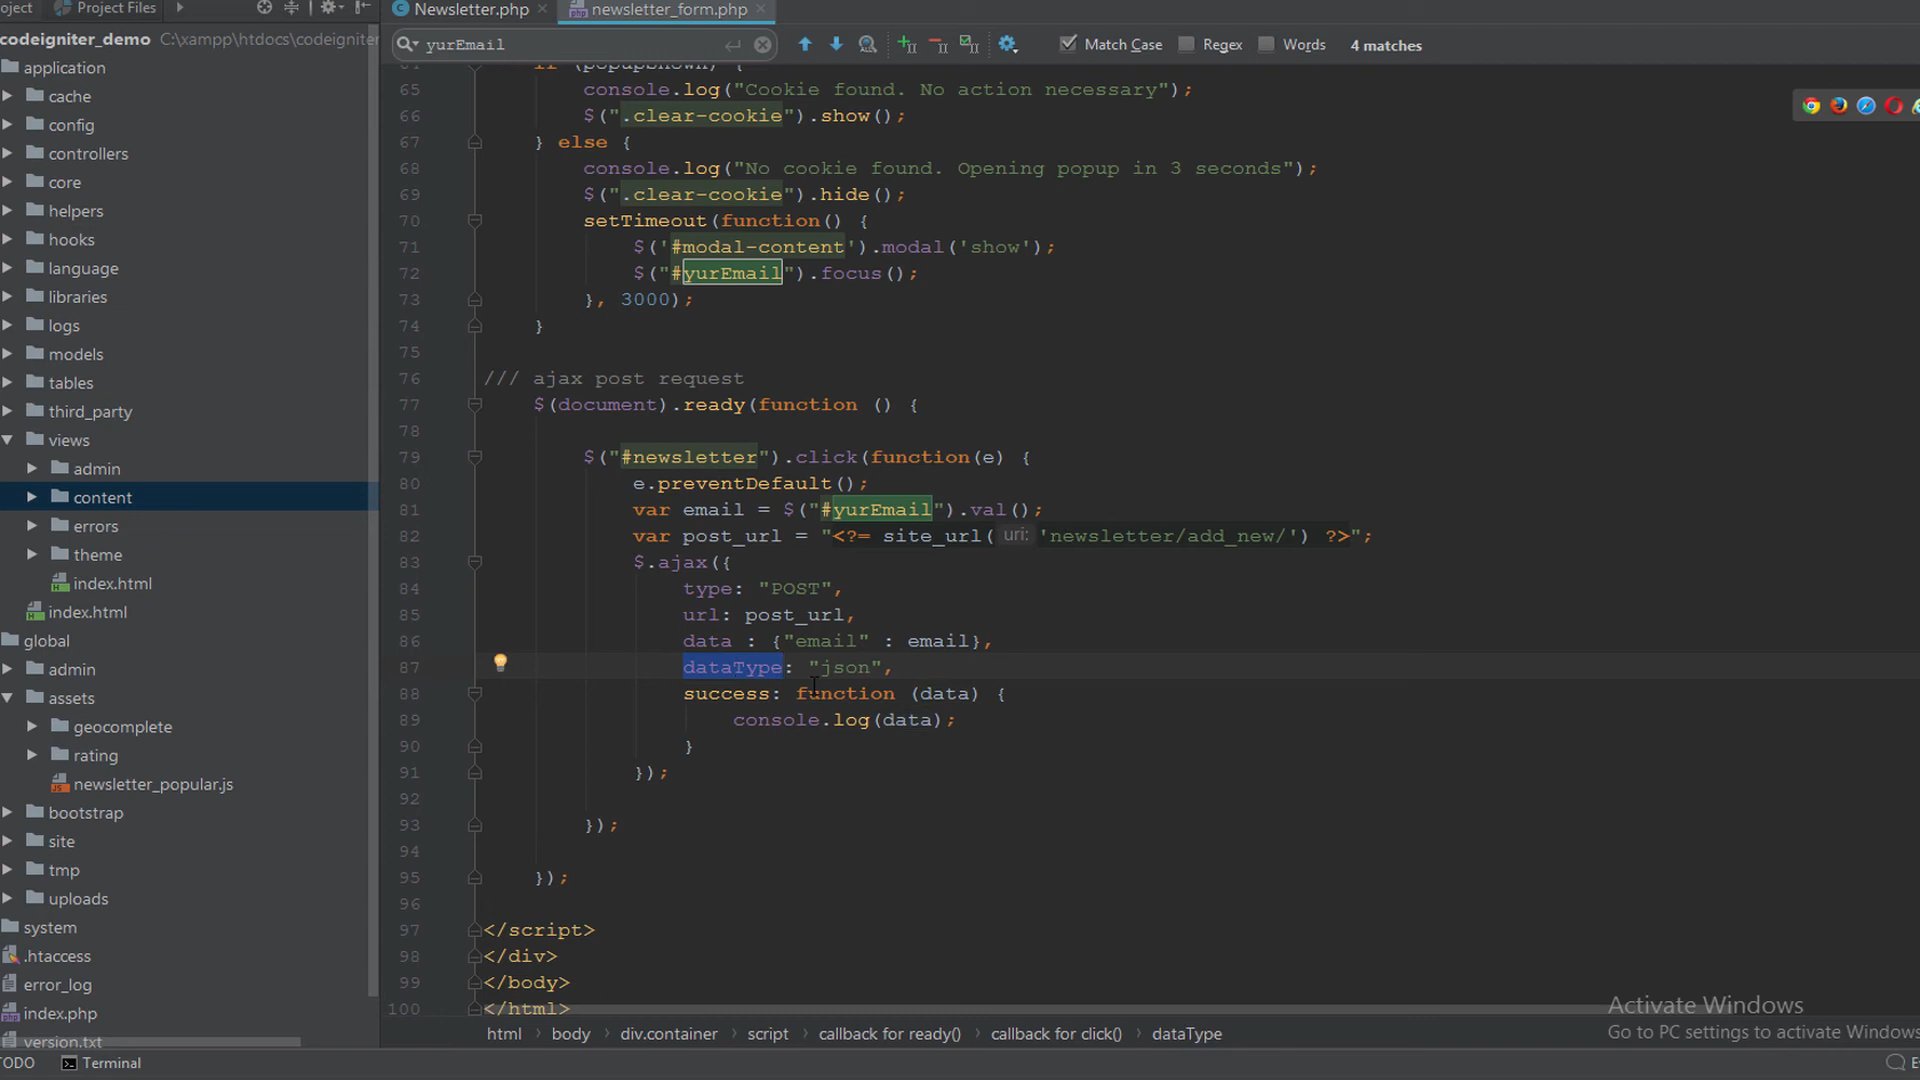 oject
Project Files
Newsletter.php
newsletter_form.php
codeigniter_demo C:\xampp\htdocs\codeigniter
yurEmail
Match Case
Regex
Words
4 matches
application
cache
config
controllers
core
helpers
hooks
language
libraries
logs
models
tables
third_party
views
admin
content
errors
theme
index.html
index.html
global
admin
assets
geocomplete
rating
newsletter_popular.js
bootstrap
site
tmp
uploads
system
.htaccess
error_log
index.php
version.txt
64 if (popupShown) {
65 console.log("Cookie found. No action necessary");
66 $(".clear-cookie").show();
67 } else {
68 console.log("No cookie found. Opening popup in 3 seconds");
69 $(".clear-cookie").hide();
70 setTimeout(function() {
71 $('#modal-content').modal('show');
72 $("#yurEmail").focus();
73 }, 3000);
74 }
75
76 /// ajax post request
77 $(document).ready(function () {
78
79 $("#newsletter").click(function(e) {
80 e.preventDefault();
81 var email = $("#yurEmail").val();
82 var post_url = "<?= site_url( uri: 'newsletter/add_new/') ?>";
83 $.ajax({
84 type: "POST",
85 url: post_url,
86 data : {"email" : email},
87 dataType: "json",
88 success: function (data) {
89 console.log(data);
90 }
91 });
92
93 });
94
95 });
96
97 </script>
98 </div>
99 </body>
100 </html>
html
body
div.container
script
callback for ready()
callback for click()
dataType
Activate Windows
Go to PC settings to activate Windows
TODO
Terminal